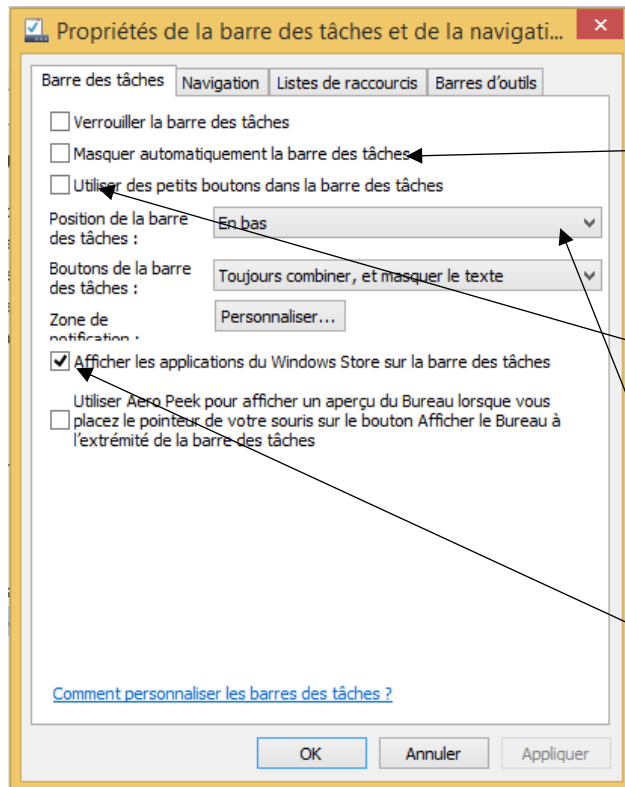 Propriétés de la barre des tâches et de la navigati...
Barre des tâches Navigation Listes de raccourcis Barres d'outils
Verrouiller la barre des tâches
Masquer automatiquement la barre des tâches
Utiliser des petits boutons dans la barre des tâches
Position de la barre
des tâches :
En bas
Boutons de la barre
des tâches :
Toujours combiner, et masquer le texte
Zone de
notification :
Personnaliser...
Afficher les applications du Windows Store sur la barre des tâches
Utiliser Aero Peek pour afficher un aperçu du Bureau lorsque vous
placez le pointeur de votre souris sur le bouton Afficher le Bureau à
l'extrémité de la barre des tâches
Comment personnaliser les barres des tâches ?
OK Annuler Appliquer